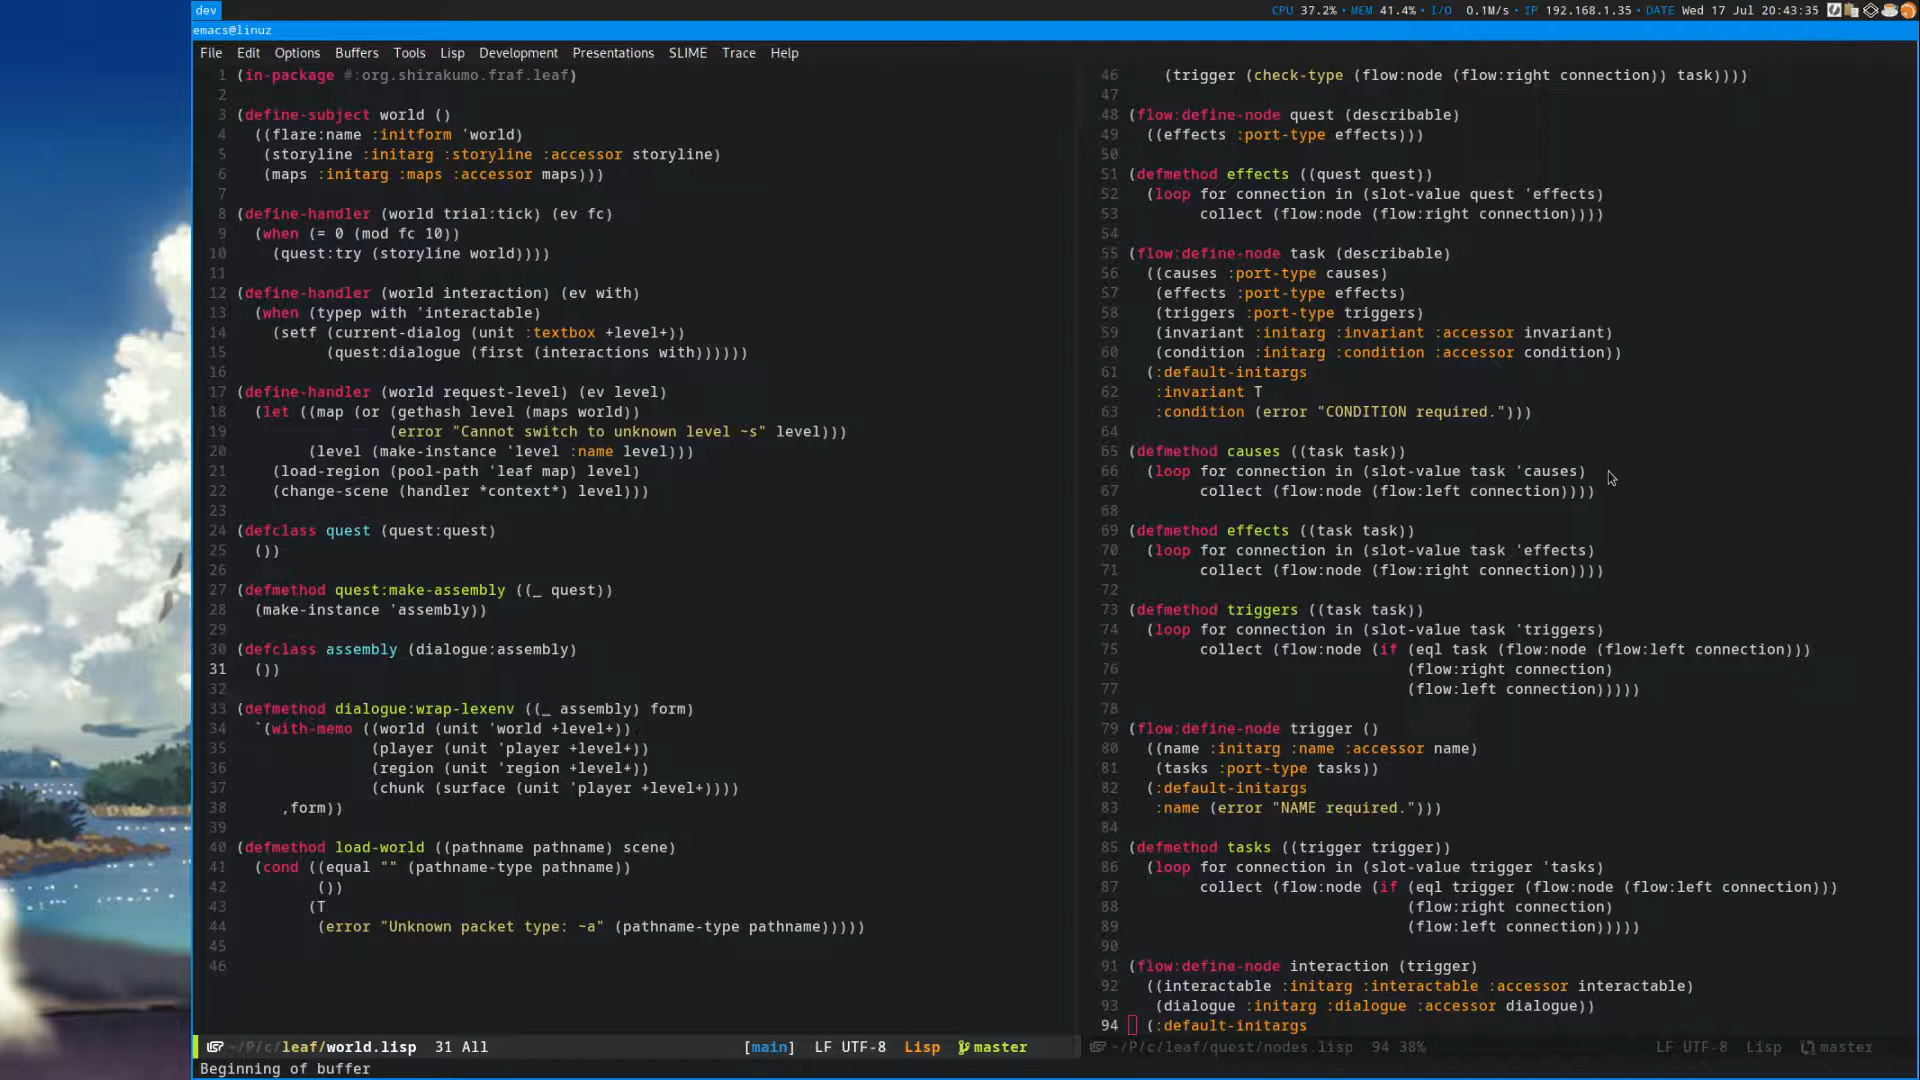 dev
CPU 37.2% • MEM 41.4% • I/O 0.1M/s • IP 192.168.1.35 • DATE Wed 17 Jul 20:43:35
emacs@linuz
File Edit Options Buffers Tools Lisp Development Presentations SLIME Trace Help
1 (in-package #:org.shirakumo.fraf.leaf)
2
3 (define-subject world ()
4   ((flare:name :initform 'world)
5    (storyline :initarg :storyline :accessor storyline)
6    (maps :initarg :maps :accessor maps)))
7
8 (define-handler (world trial:tick) (ev fc)
9   (when (= 0 (mod fc 10))
10     (quest:try (storyline world))))
11
12 (define-handler (world interaction) (ev with)
13   (when (typep with 'interactable)
14     (setf (current-dialog (unit :textbox +level+))
15           (quest:dialogue (first (interactions with))))))
16
17 (define-handler (world request-level) (ev level)
18   (let ((map (or (gethash level (maps world))
19                  (error "Cannot switch to unknown level ~s" level)))
20         (level (make-instance 'level :name level)))
21     (load-region (pool-path 'leaf map) level)
22     (change-scene (handler *context*) level)))
23
24 (defclass quest (quest:quest)
25   ())
26
27 (defmethod quest:make-assembly ((_ quest))
28   (make-instance 'assembly))
29
30 (defclass assembly (dialogue:assembly)
31   ())
32
33 (defmethod dialogue:wrap-lexenv ((_ assembly) form)
34   `(with-memo ((world (unit 'world +level+))
35                (player (unit 'player +level+))
36                (region (unit 'region +level+))
37                (chunk (surface (unit 'player +level+))))
38      ,form))
39
40 (defmethod load-world ((pathname pathname) scene)
41   (cond ((equal "" (pathname-type pathname))
42          ())
43         (T
44          (error "Unknown packet type: ~a" (pathname-type pathname)))))
45
46
~/P/c/leaf/world.lisp 31 All [main] LF UTF-8 Lisp master
46     (trigger (check-type (flow:node (flow:right connection)) task))))
47
48 (flow:define-node quest (describable)
49   ((effects :port-type effects)))
50
51 (defmethod effects ((quest quest))
52   (loop for connection in (slot-value quest 'effects)
53         collect (flow:node (flow:right connection))))
54
55 (flow:define-node task (describable)
56   ((causes :port-type causes)
57    (effects :port-type effects)
58    (triggers :port-type triggers)
59    (invariant :initarg :invariant :accessor invariant)
60    (condition :initarg :condition :accessor condition))
61   (:default-initargs
62    :invariant T
63    :condition (error "CONDITION required.")))
64
65 (defmethod causes ((task task))
66   (loop for connection in (slot-value task 'causes)
67         collect (flow:node (flow:left connection))))
68
69 (defmethod effects ((task task))
70   (loop for connection in (slot-value task 'effects)
71         collect (flow:node (flow:right connection))))
72
73 (defmethod triggers ((task task))
74   (loop for connection in (slot-value task 'triggers)
75         collect (flow:node (if (eql task (flow:node (flow:left connection)))
76                                (flow:right connection)
77                                (flow:left connection)))))
78
79 (flow:define-node trigger ()
80   ((name :initarg :name :accessor name)
81    (tasks :port-type tasks))
82   (:default-initargs
83    :name (error "NAME required.")))
84
85 (defmethod tasks ((trigger trigger))
86   (loop for connection in (slot-value trigger 'tasks)
87         collect (flow:node (if (eql trigger (flow:node (flow:left connection)))
88                                (flow:right connection)
89                                (flow:left connection)))))
90
91 (flow:define-node interaction (trigger)
92   ((interactable :initarg :interactable :accessor interactable)
93    (dialogue :initarg :dialogue :accessor dialogue))
94   (:default-initargs
~/P/c/leaf/quest/nodes.lisp 94 38% LF UTF-8 Lisp master
Beginning of buffer